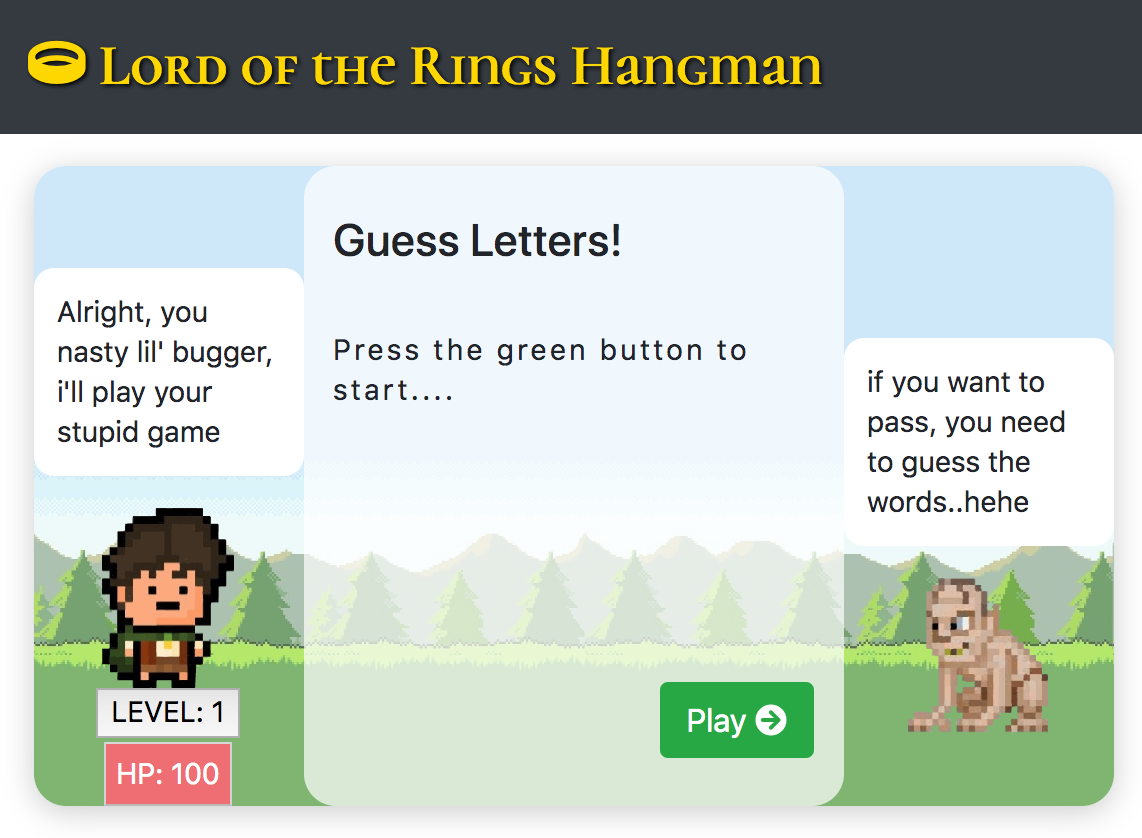 Lord of the Rings Hangman
Guess Letters!
Alright, you
nasty lil' bugger,
i'll play your
stupid game
Press the green button to
start....
if you want to
pass, you need
to guess the
words..hehe
LEVEL: 1
HP: 100
Play